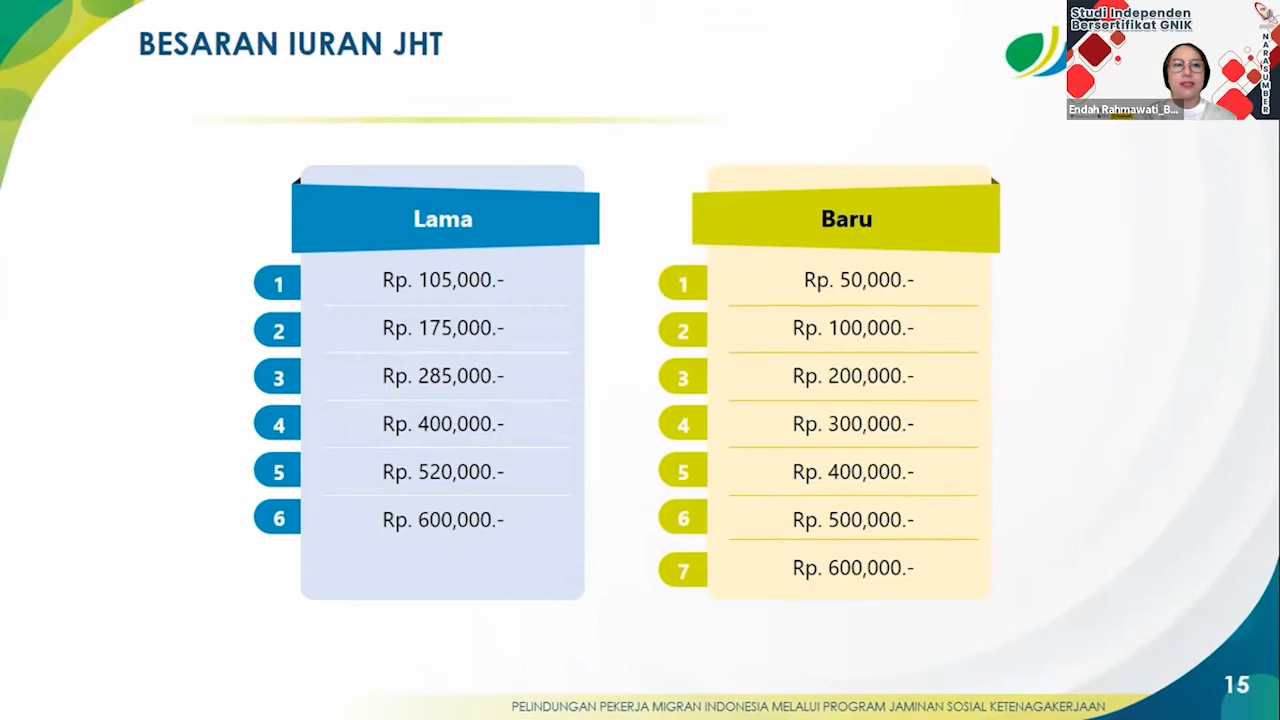 BESARAN IURAN JHT
Studi Independen
Bersertifikat GNIK
NARASUMBER
Endah Rahmawati_B...
Lama
1 Rp. 105,000.-
2 Rp. 175,000.-
3 Rp. 285,000.-
4 Rp. 400,000.-
5 Rp. 520,000.-
6 Rp. 600,000.-
Baru
1 Rp. 50,000.-
2 Rp. 100,000.-
3 Rp. 200,000.-
4 Rp. 300,000.-
5 Rp. 400,000.-
6 Rp. 500,000.-
7 Rp. 600,000.-
15
PELINDUNGAN PEKERJA MIGRAN INDONESIA MELALUI PROGRAM JAMINAN SOSIAL KETENAGAKERJAAN